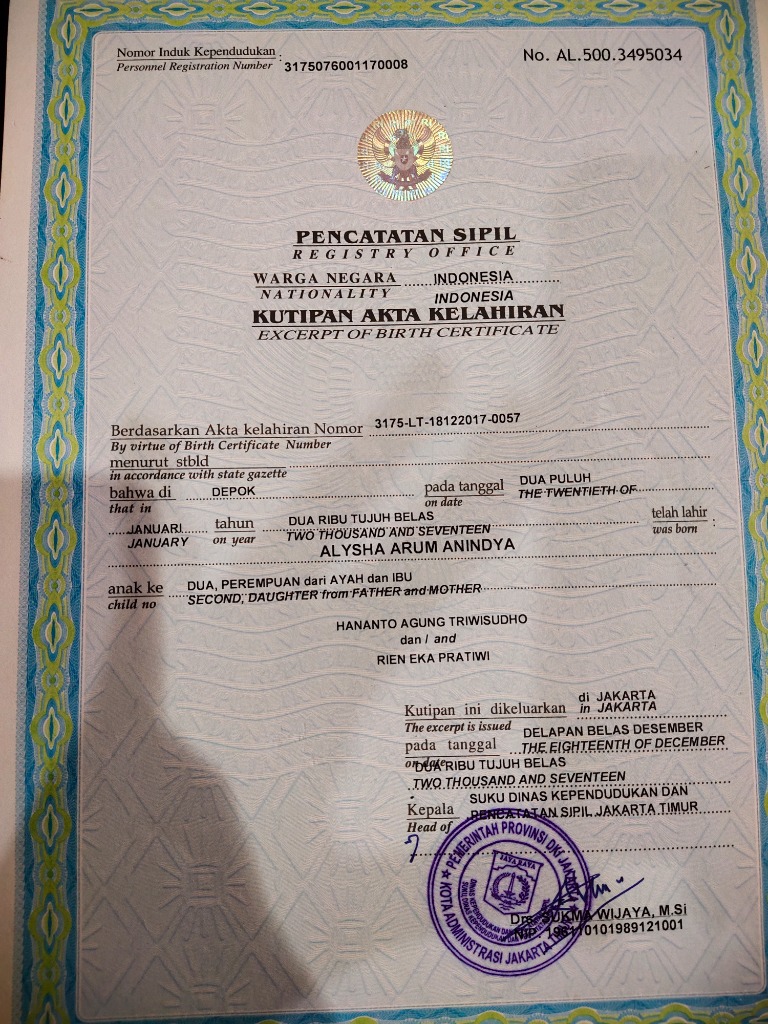 Nomor Induk Kependudukan :
Personnel Registration Number 3175076001170008
No. AL.500.3495034
PENCATATAN SIPIL
REGISTRY OFFICE
WARGA NEGARA INDONESIA
NATIONALITY INDONESIA
KUTIPAN AKTA KELAHIRAN
EXCERPT OF BIRTH CERTIFICATE
Berdasarkan Akta kelahiran Nomor 3175-LT-18122017-0057
By virtue of Birth Certificate Number
menurut stbld
in accordance with state gazette
bahwa di DEPOK pada tanggal DUA PULUH
that in on date THE TWENTIETH OF
JANUARI tahun DUA RIBU TUJUH BELAS telah lahir
JANUARY on year TWO THOUSAND AND SEVENTEEN was born :
ALYSHA ARUM ANINDYA
anak ke DUA, PEREMPUAN dari AYAH dan IBU
child no SECOND, DAUGHTER from FATHER and MOTHER
HANANTO AGUNG TRIWISUDHO
dan / and
RIEN EKA PRATIWI
Kutipan ini dikeluarkan di JAKARTA
The excerpt is issued in JAKARTA
pada tanggal DELAPAN BELAS DESEMBER
on date THE EIGHTEENTH OF DECEMBER
DUA RIBU TUJUH BELAS
TWO THOUSAND AND SEVENTEEN
Kepala SUKU DINAS KEPENDUDUKAN DAN
Head of PENCATATAN SIPIL JAKARTA TIMUR
PEMERINTAH PROVINSI DKI JAKARTA
JAYA RAYA
KOTA ADMINISTRASI JAKARTA TIMUR
Drs. SUKMA WIJAYA, M.Si
NIP.